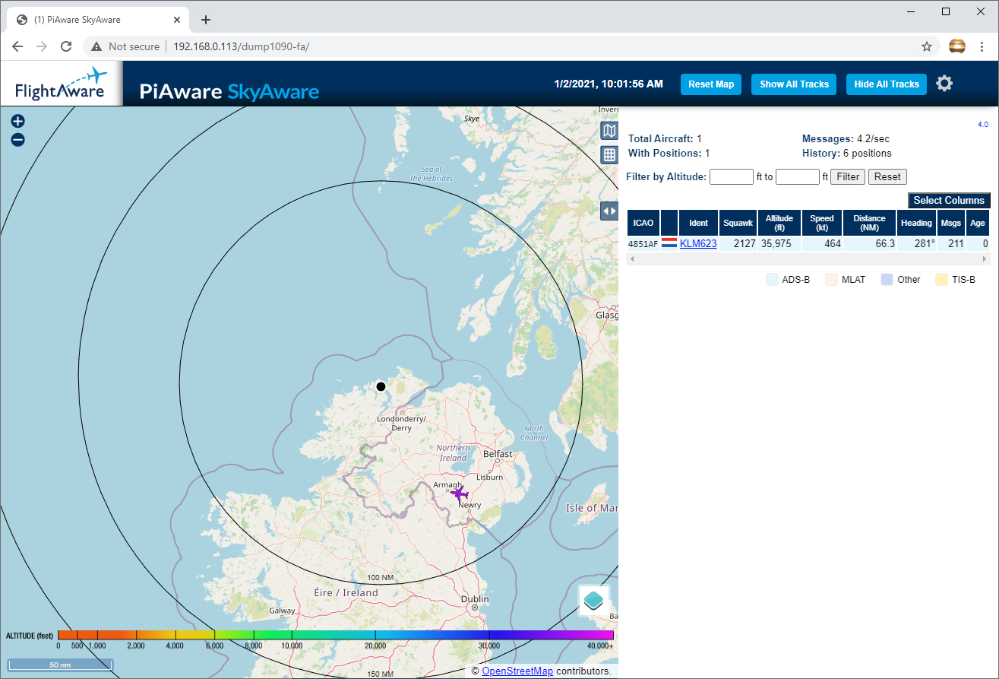 (1) PiAware SkyAware
Not secure 192.168.0.113/dump1090-fa/
FlightAware
PiAware SkyAware
1/2/2021, 10:01:56 AM
Reset Map
Show All Tracks
Hide All Tracks
Skye
Inver
Sea of
the Hebrides
Glasg
Londonderry/
Derry
North
Channel
Northern
Ireland
Belfast
Lisburn
Armagh
Newry
Isle of Man
100 NM
Éire / Ireland
Dublin
Galway
Ba
ALTITUDE (feet)
0 500 1,000 2,000 4,000 6,000 8,000 10,000 20,000 30,000 40,000+
50 nm
150 NM
© OpenStreetMap contributors.
4.0
Total Aircraft: 1 Messages: 4.2/sec
With Positions: 1 History: 6 positions
Filter by Altitude: ft to ft Filter Reset
Select Columns
ICAO Ident Squawk Altitude (ft) Speed (kt) Distance (NM) Heading Msgs Age
4851AF KLM623 2127 35,975 464 66.3 281° 211 0
ADS-B MLAT Other TIS-B